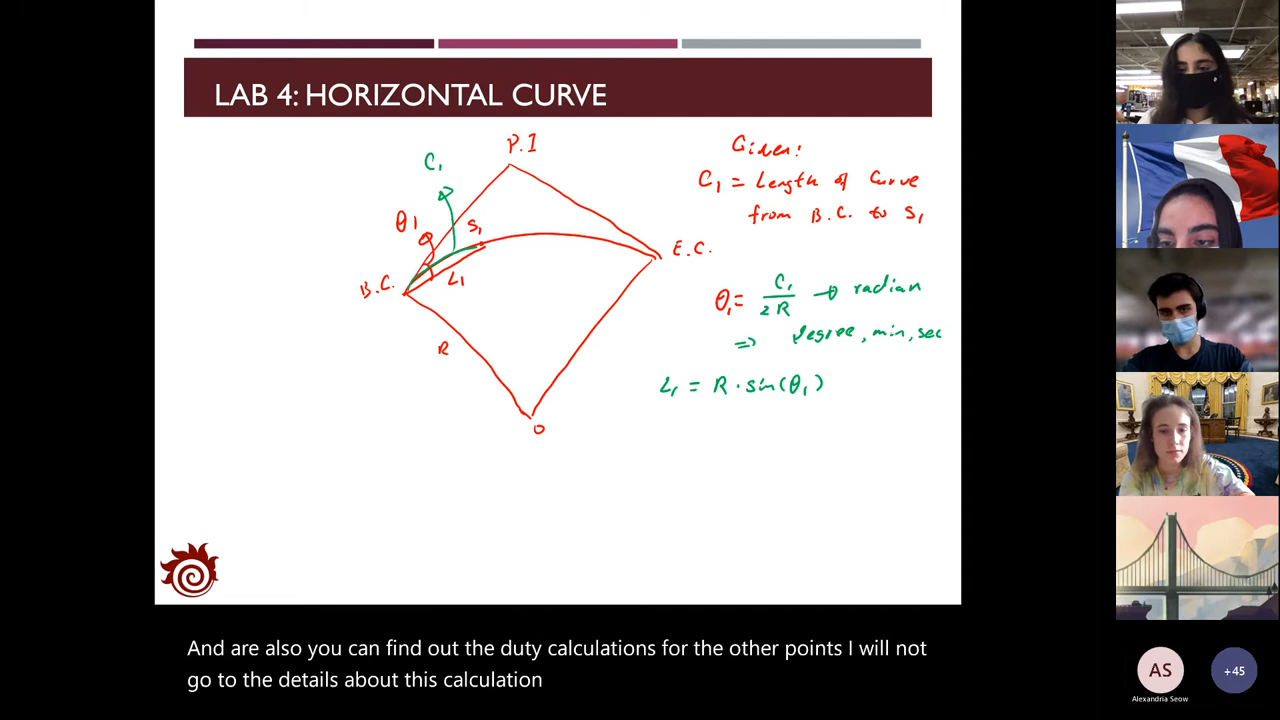 LAB 4: HORIZONTAL CURVE
P.I
C1
θ1
S1
B.C.
L1
E.C.
R
O
Given:
C1 = Length of Curve
from B.C. to S1
θ1 = C1 / 2R → radian
⇒ degree, min, sec
L1 = R · sin(θ1)
And are also you can find out the duty calculations for the other points I will not
go to the details about this calculation
AS
Alexandria Seow
+45